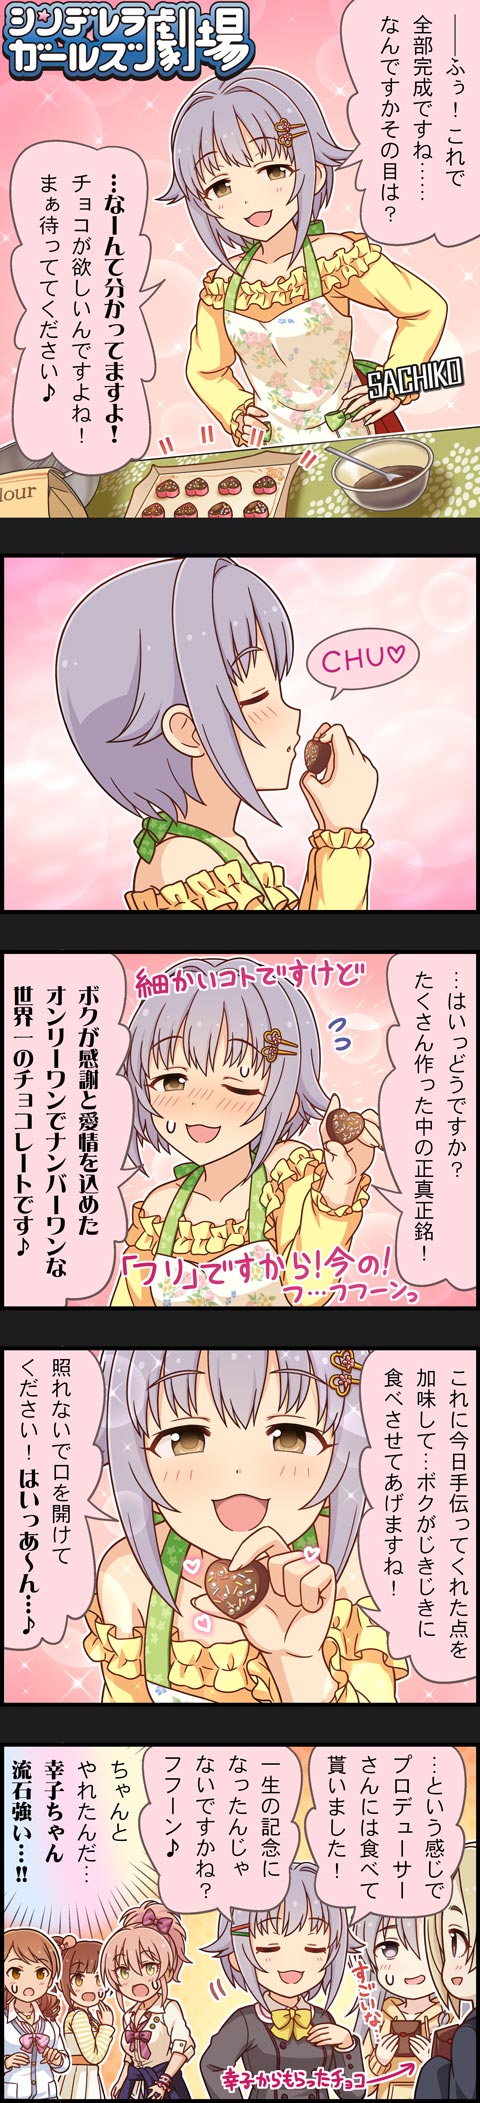 シンデレラ
ガールズ劇場
――ふぅ!これで
全部完成ですね……
なんですかその目は?
…なーんて分かってますよ!
チョコが欲しいんですよね!
まぁ待っててください♪
SACHIKO
lour
CHU♡
…はいっどうですか?
たくさん作った中の正真正銘!
細かいコトですけど
ボクが感謝と愛情を込めた
オンリーワンでナンバーワンな
世界一のチョコレートです♪
「フリ」ですから!今の!
フ…フフーンっ
これに今日手伝ってくれた点を
加味して…ボクがじきじきに
食べさせてあげますね!
照れないで口を開けて
ください!はいっあ〜ん…♪
…という感じで
プロデューサー
さんには食べて
貰いました!
一生の記念に
なったんじゃ
ないですかね?
フフーン♪
ちゃんと
やれたんだ…
幸子ちゃん
流石強い…!!
すごいな…
幸子からもらったチョコ